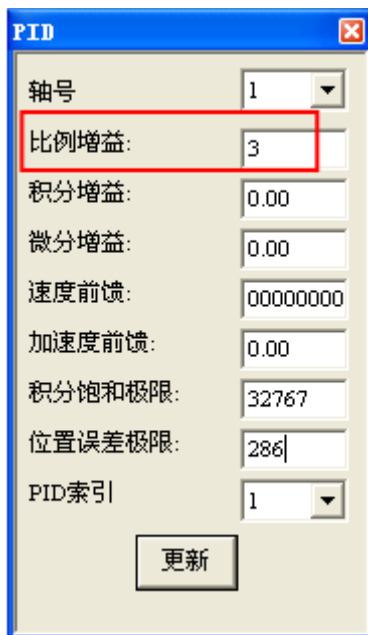 PID
轴号 1
比例增益: 3
积分增益: 0.00
微分增益: 0.00
速度前馈: 00000000
加速度前馈: 0.00
积分饱和极限: 32767
位置误差极限: 286
PID索引 1
更新